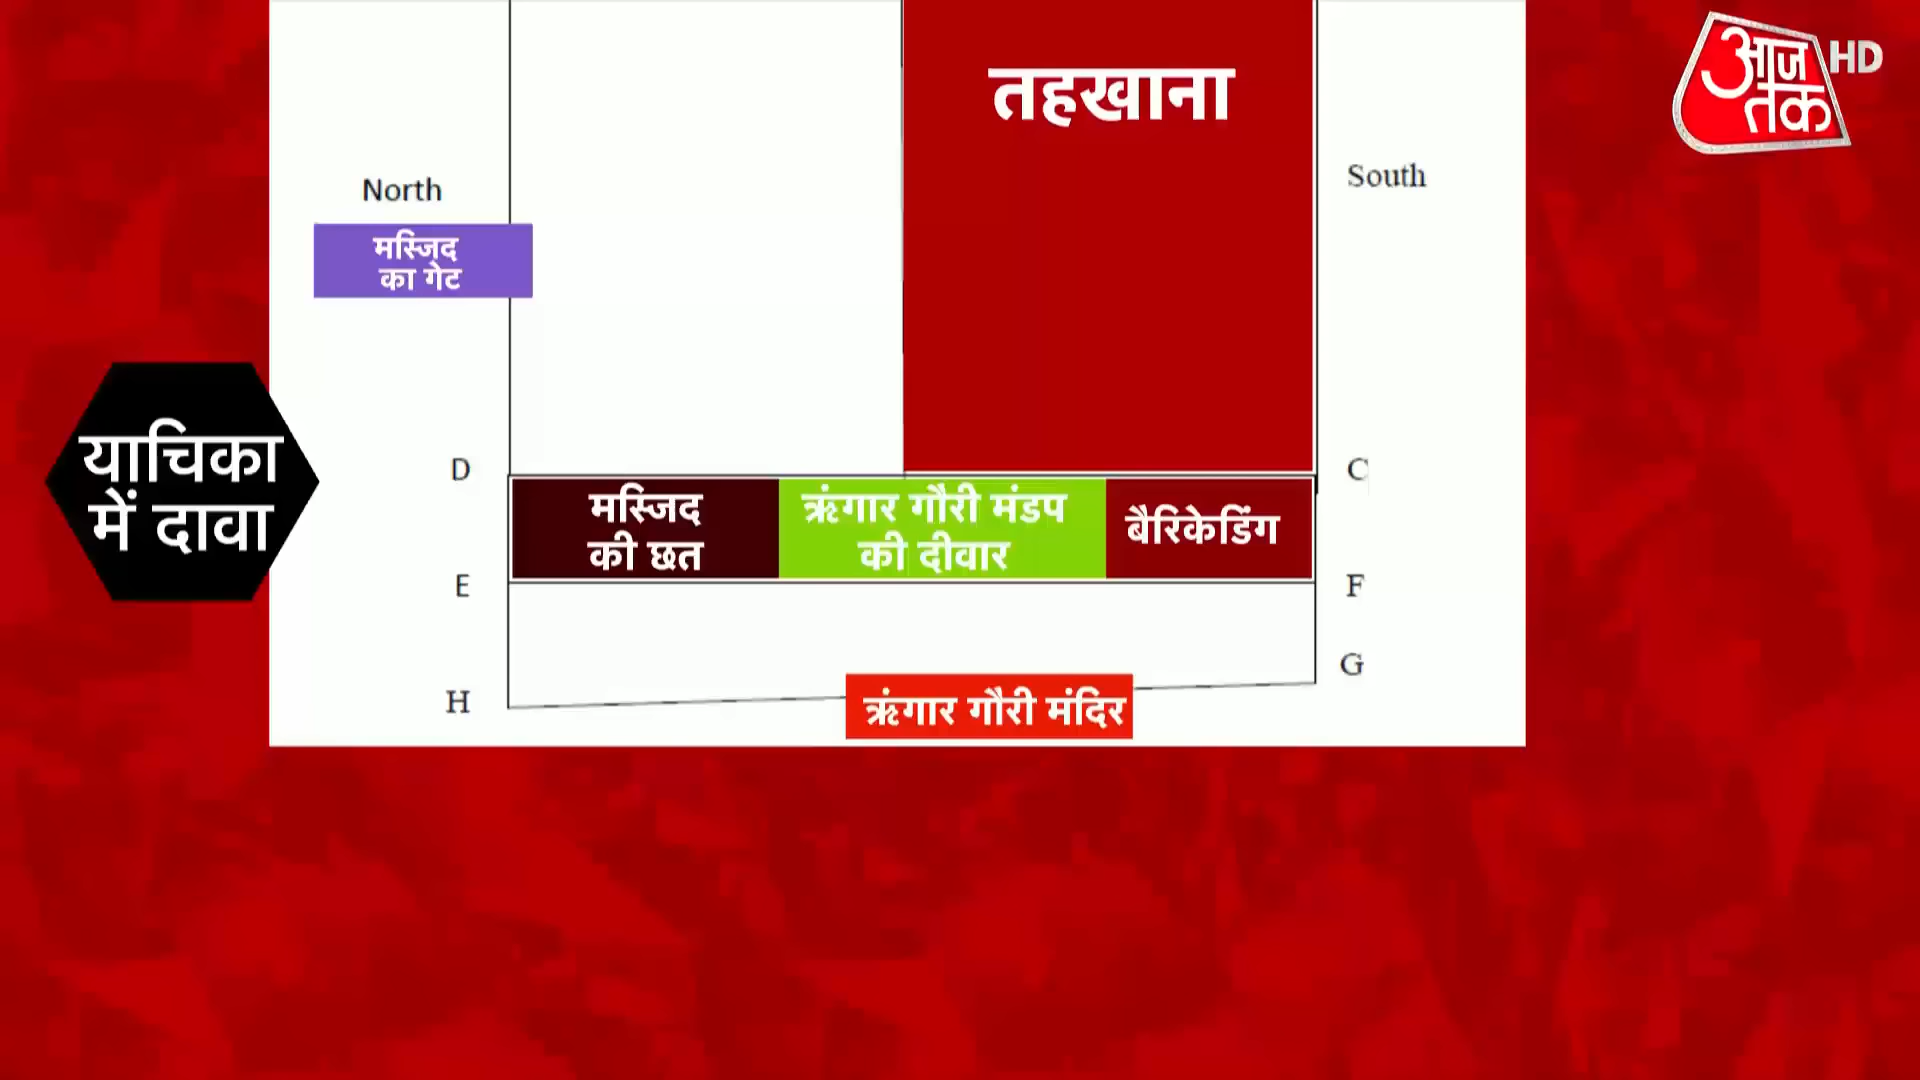 आज
तक
HD
तहखाना
North
South
मस्जिद
का गेट
याचिका
में दावा
D
C
मस्जिद
की छत
ऋंगार गौरी मंडप
की दीवार
बैरिकेडिंग
E
F
G
H
ऋंगार गौरी मंदिर